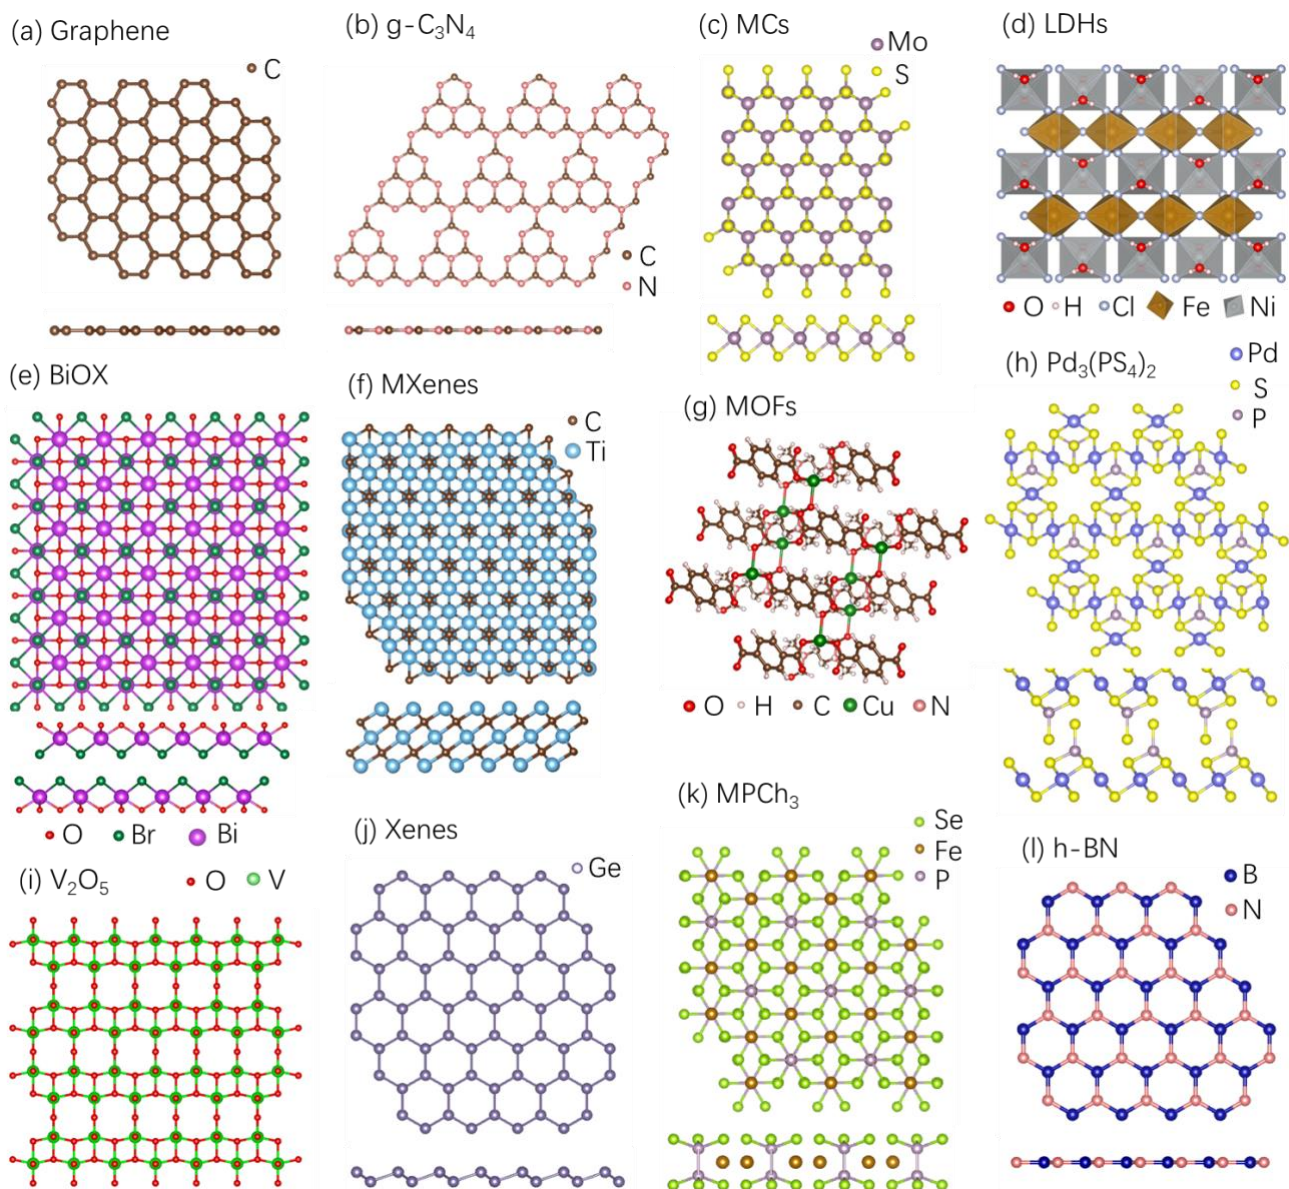 (a) Graphene
C
(b) g-C₃N₄
C
N
(c) MCs
Mo
S
(d) LDHs
O H Cl Fe Ni
(e) BiOX
O Br Bi
(f) MXenes
C
Ti
(g) MOFs
O H C Cu N
(h) Pd₃(PS₄)₂
Pd
S
P
(i) V₂O₅
O V
(j) Xenes
Ge
(k) MPCh₃
Se
Fe
P
(l) h-BN
B
N